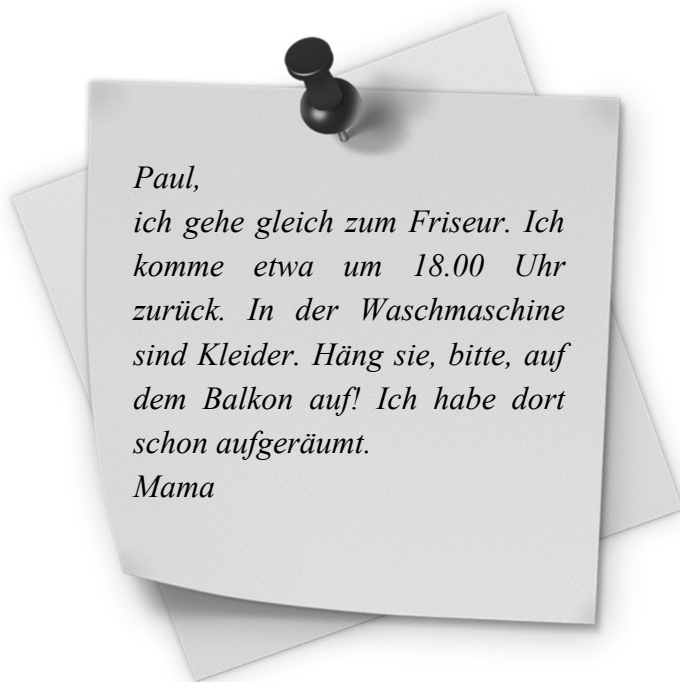 Paul,
ich gehe gleich zum Friseur. Ich
komme etwa um 18.00 Uhr
zurück. In der Waschmaschine
sind Kleider. Häng sie, bitte, auf
dem Balkon auf! Ich habe dort
schon aufgeräumt.
Mama